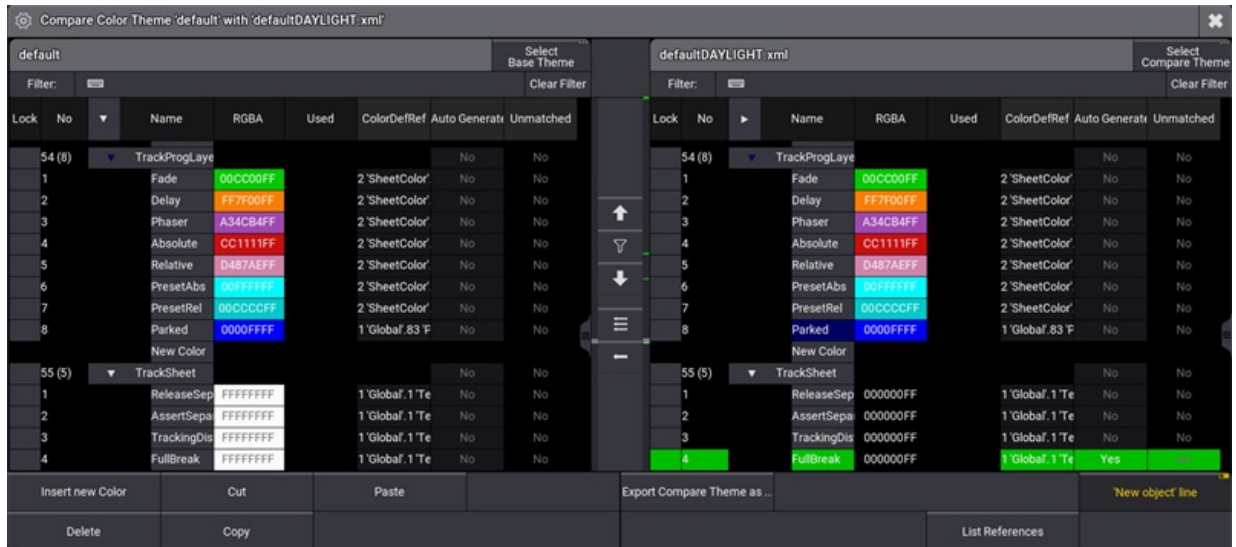 Compare Color Theme 'default' with 'defaultDAYLIGHT.xml'
default Select Base Theme defaultDAYLIGHT.xml Select Compare Theme
Filter: Clear Filter Filter: Clear Filter
Lock No Name RGBA Used ColorDefRef Auto Generate Unmatched Lock No Name RGBA Used ColorDefRef Auto Generate Unmatched
54 (8) TrackProgLaye No No 54 (8) TrackProgLaye No No
1 Fade 00CC00FF 2 'SheetColor'. No No 1 Fade 00CC00FF 2 'SheetColor'. No No
2 Delay FF7F00FF 2 'SheetColor'. No No 2 Delay FF7F00FF 2 'SheetColor'. No No
3 Phaser A34CB4FF 2 'SheetColor'. No No 3 Phaser A34CB4FF 2 'SheetColor'. No No
4 Absolute CC1111FF 2 'SheetColor'. No No 4 Absolute CC1111FF 2 'SheetColor'. No No
5 Relative D487AEFF 2 'SheetColor'. No No 5 Relative D487AEFF 2 'SheetColor'. No No
6 PresetAbs 00FFFFFF 2 'SheetColor'. No No 6 PresetAbs 00FFFFFF 2 'SheetColor'. No No
7 PresetRel 00CCCCFF 2 'SheetColor'. No No 7 PresetRel 00CCCCFF 2 'SheetColor'. No No
8 Parked 0000FFFF 1 'Global'.83 'P No No 8 Parked 0000FFFF 1 'Global'.83 'P No No
New Color New Color
55 (5) TrackSheet No No 55 (5) TrackSheet No No
1 ReleaseSep FFFFFFFF 1 'Global'.1 'Te No No 1 ReleaseSep 000000FF 1 'Global'.1 'Te No No
2 AssertSepa FFFFFFFF 1 'Global'.1 'Te No No 2 AssertSepa 000000FF 1 'Global'.1 'Te No No
3 TrackingDis FFFFFFFF 1 'Global'.1 'Te No No 3 TrackingDis 000000FF 1 'Global'.1 'Te No No
4 FullBreak FFFFFFFF 1 'Global'.1 'Te No No 4 FullBreak 000000FF 1 'Global'.1 'Te Yes
Insert new Color Cut Paste Export Compare Theme as ... 'New object' line
Delete Copy List References